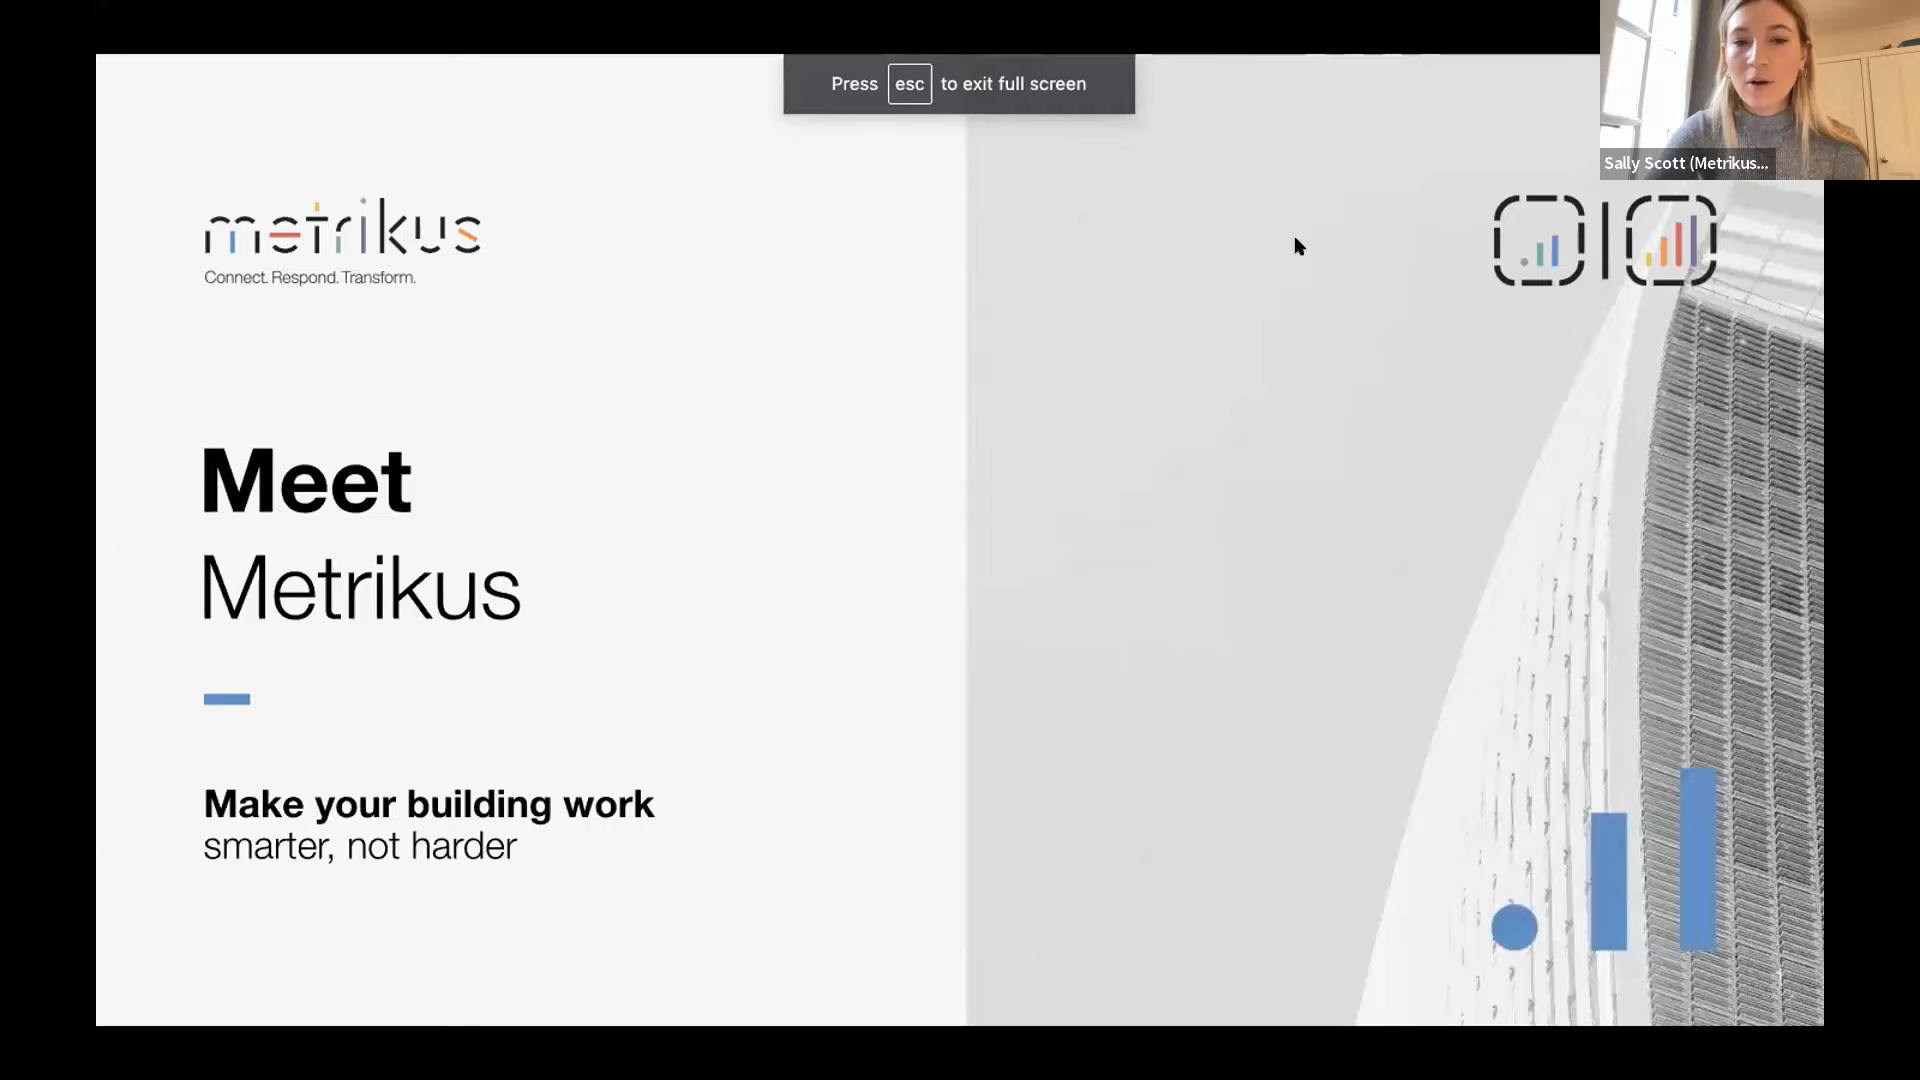 Press esc to exit full screen
Sally Scott (Metrikus...
metrikus
Connect. Respond. Transform.
Meet
Metrikus
Make your building work
smarter, not harder